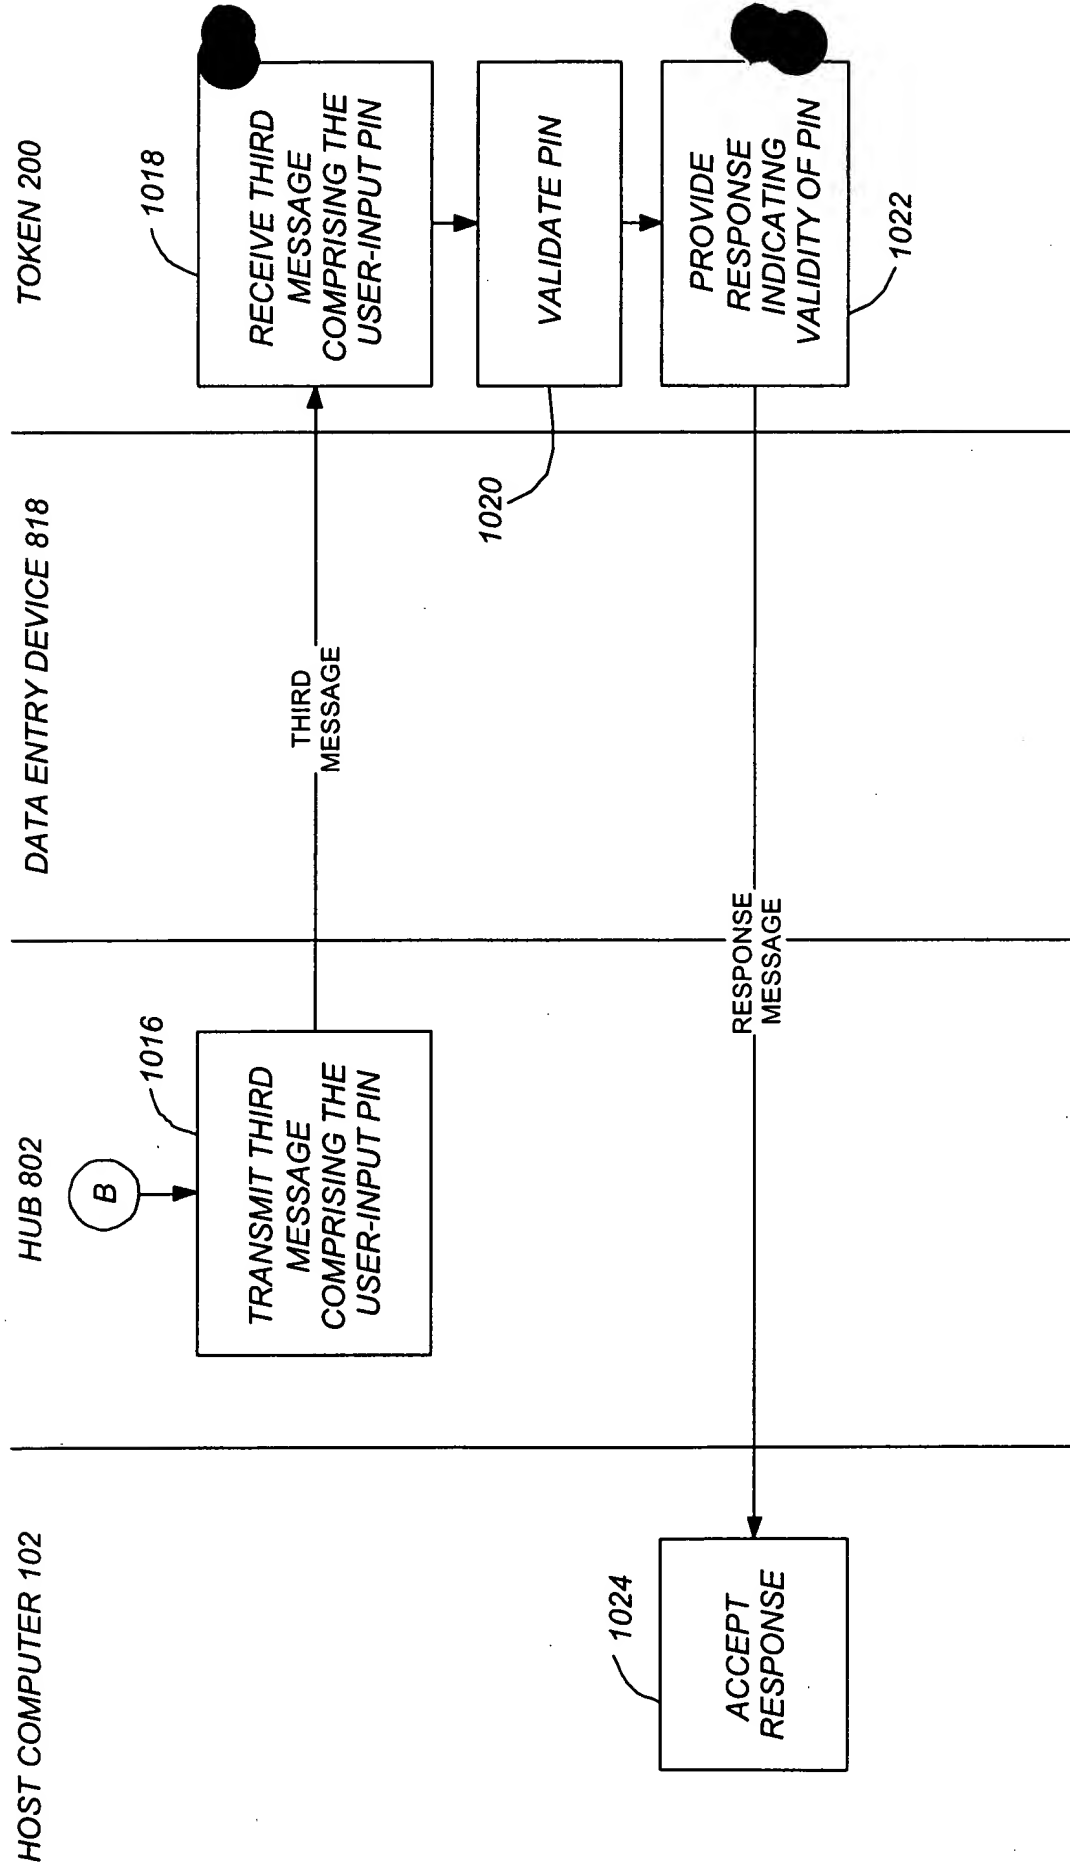 HOST COMPUTER 102
HUB 802
DATA ENTRY DEVICE 818
TOKEN 200
B
1016
TRANSMIT THIRD
MESSAGE
COMPRISING THE
USER-INPUT PIN
THIRD
MESSAGE
1018
RECEIVE THIRD
MESSAGE
COMPRISING THE
USER-INPUT PIN
1020
VALIDATE PIN
PROVIDE
RESPONSE
INDICATING
VALIDITY OF PIN
1022
RESPONSE
MESSAGE
1024
ACCEPT
RESPONSE